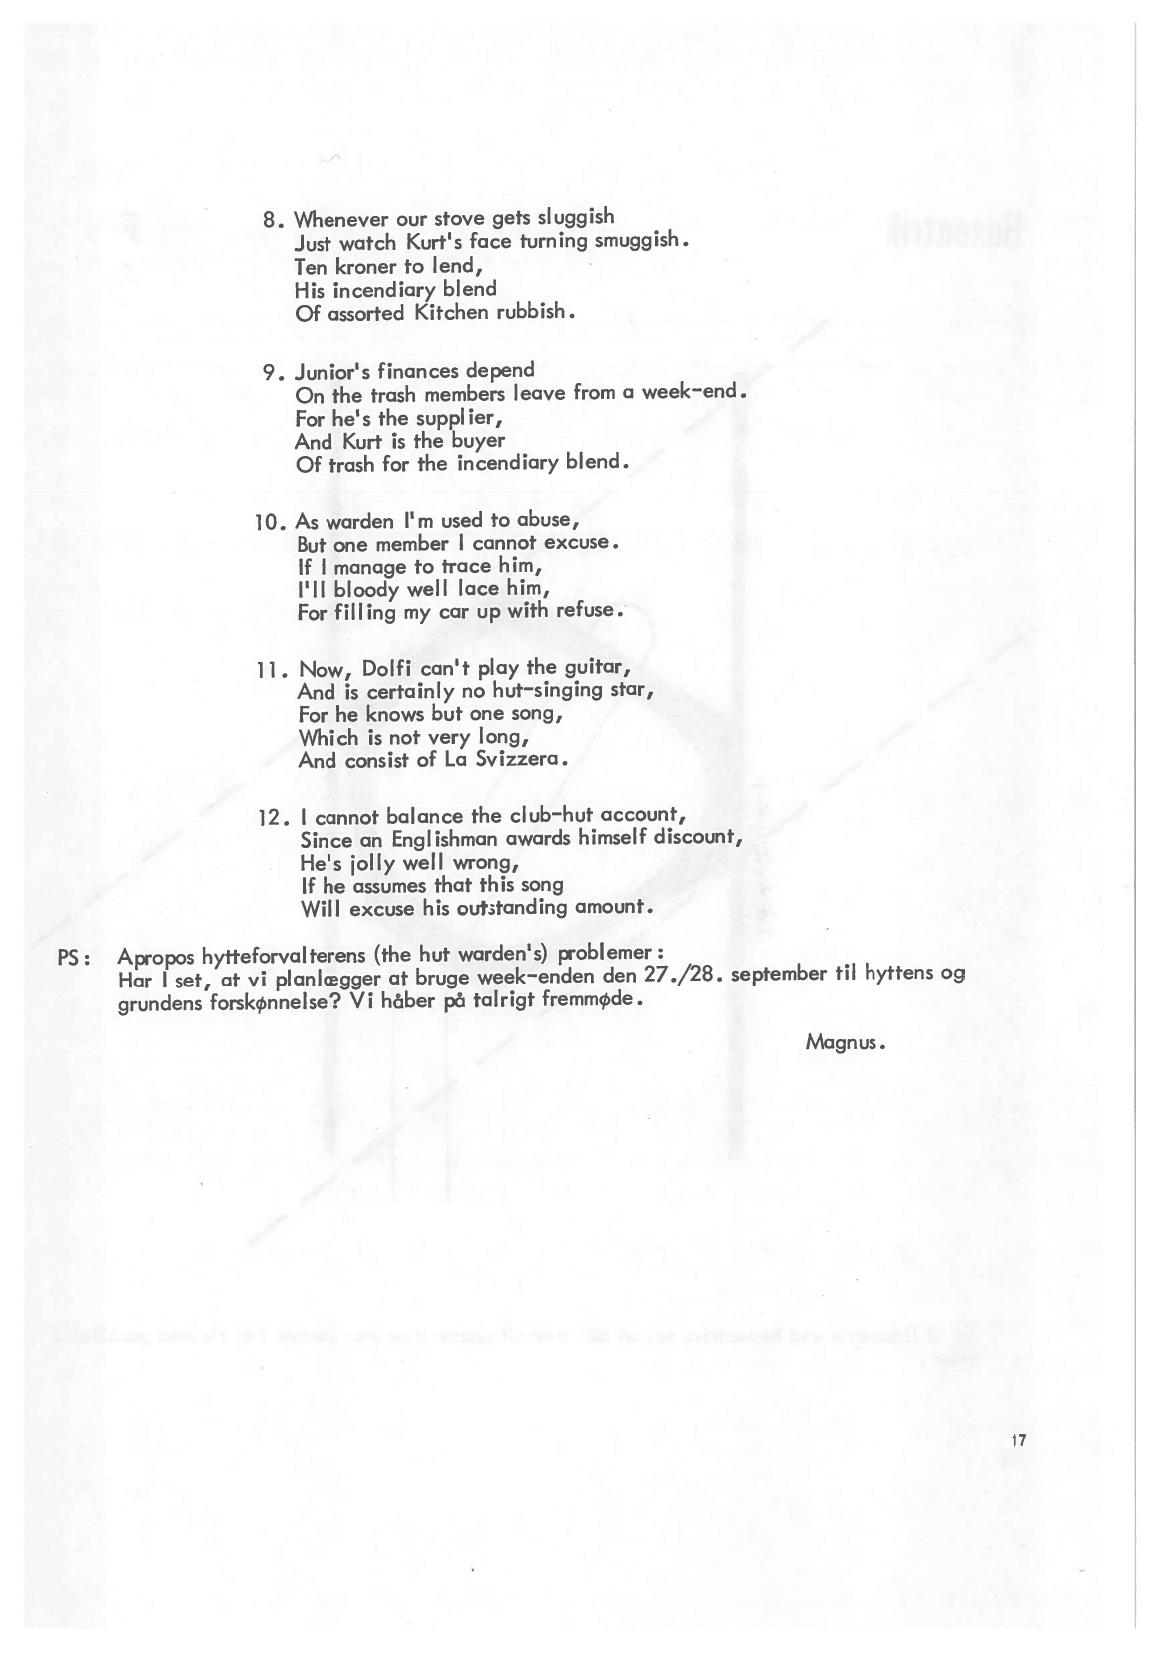 8. Whenever our stove gets sluggish
Just watch Kurt's face turning smuggish.
Ten kroner to lend,
His incendiary blend
Of assorted Kitchen rubbish.
9. Junior's finances depend
On the trash members leave from a week-end.
For he's the supplier,
And Kurt is the buyer
Of trash for the incendiary blend.
10. As warden I'm used to abuse,
But one member I cannot excuse.
If I manage to trace him,
I'll bloody well lace him,
For filling my car up with refuse.
11. Now, Dolfi can't play the guitar,
And is certainly no hut-singing star,
For he knows but one song,
Which is not very long,
And consist of La Svizzera.
12. I cannot balance the club-hut account,
Since an Englishman awards himself discount,
He's jolly well wrong,
If he assumes that this song
Will excuse his outstanding amount.
PS: Apropos hytteforvalterens (the hut warden's) problemer:
Har I set, at vi planlægger at bruge week-enden den 27./28. september til hyttens og
grundens forskønnelse? Vi håber på talrigt fremmøde.
Magnus.
17